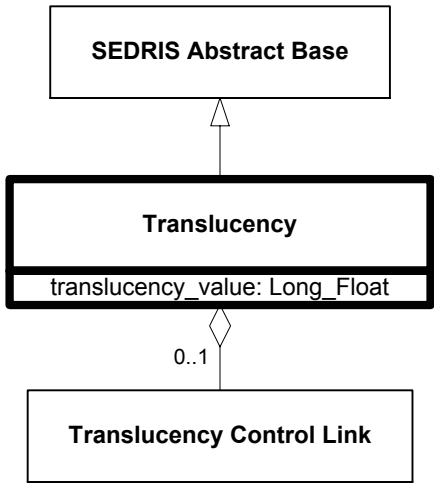 SEDRIS Abstract Base
Translucency
translucency_value: Long_Float
0..1
Translucency Control Link